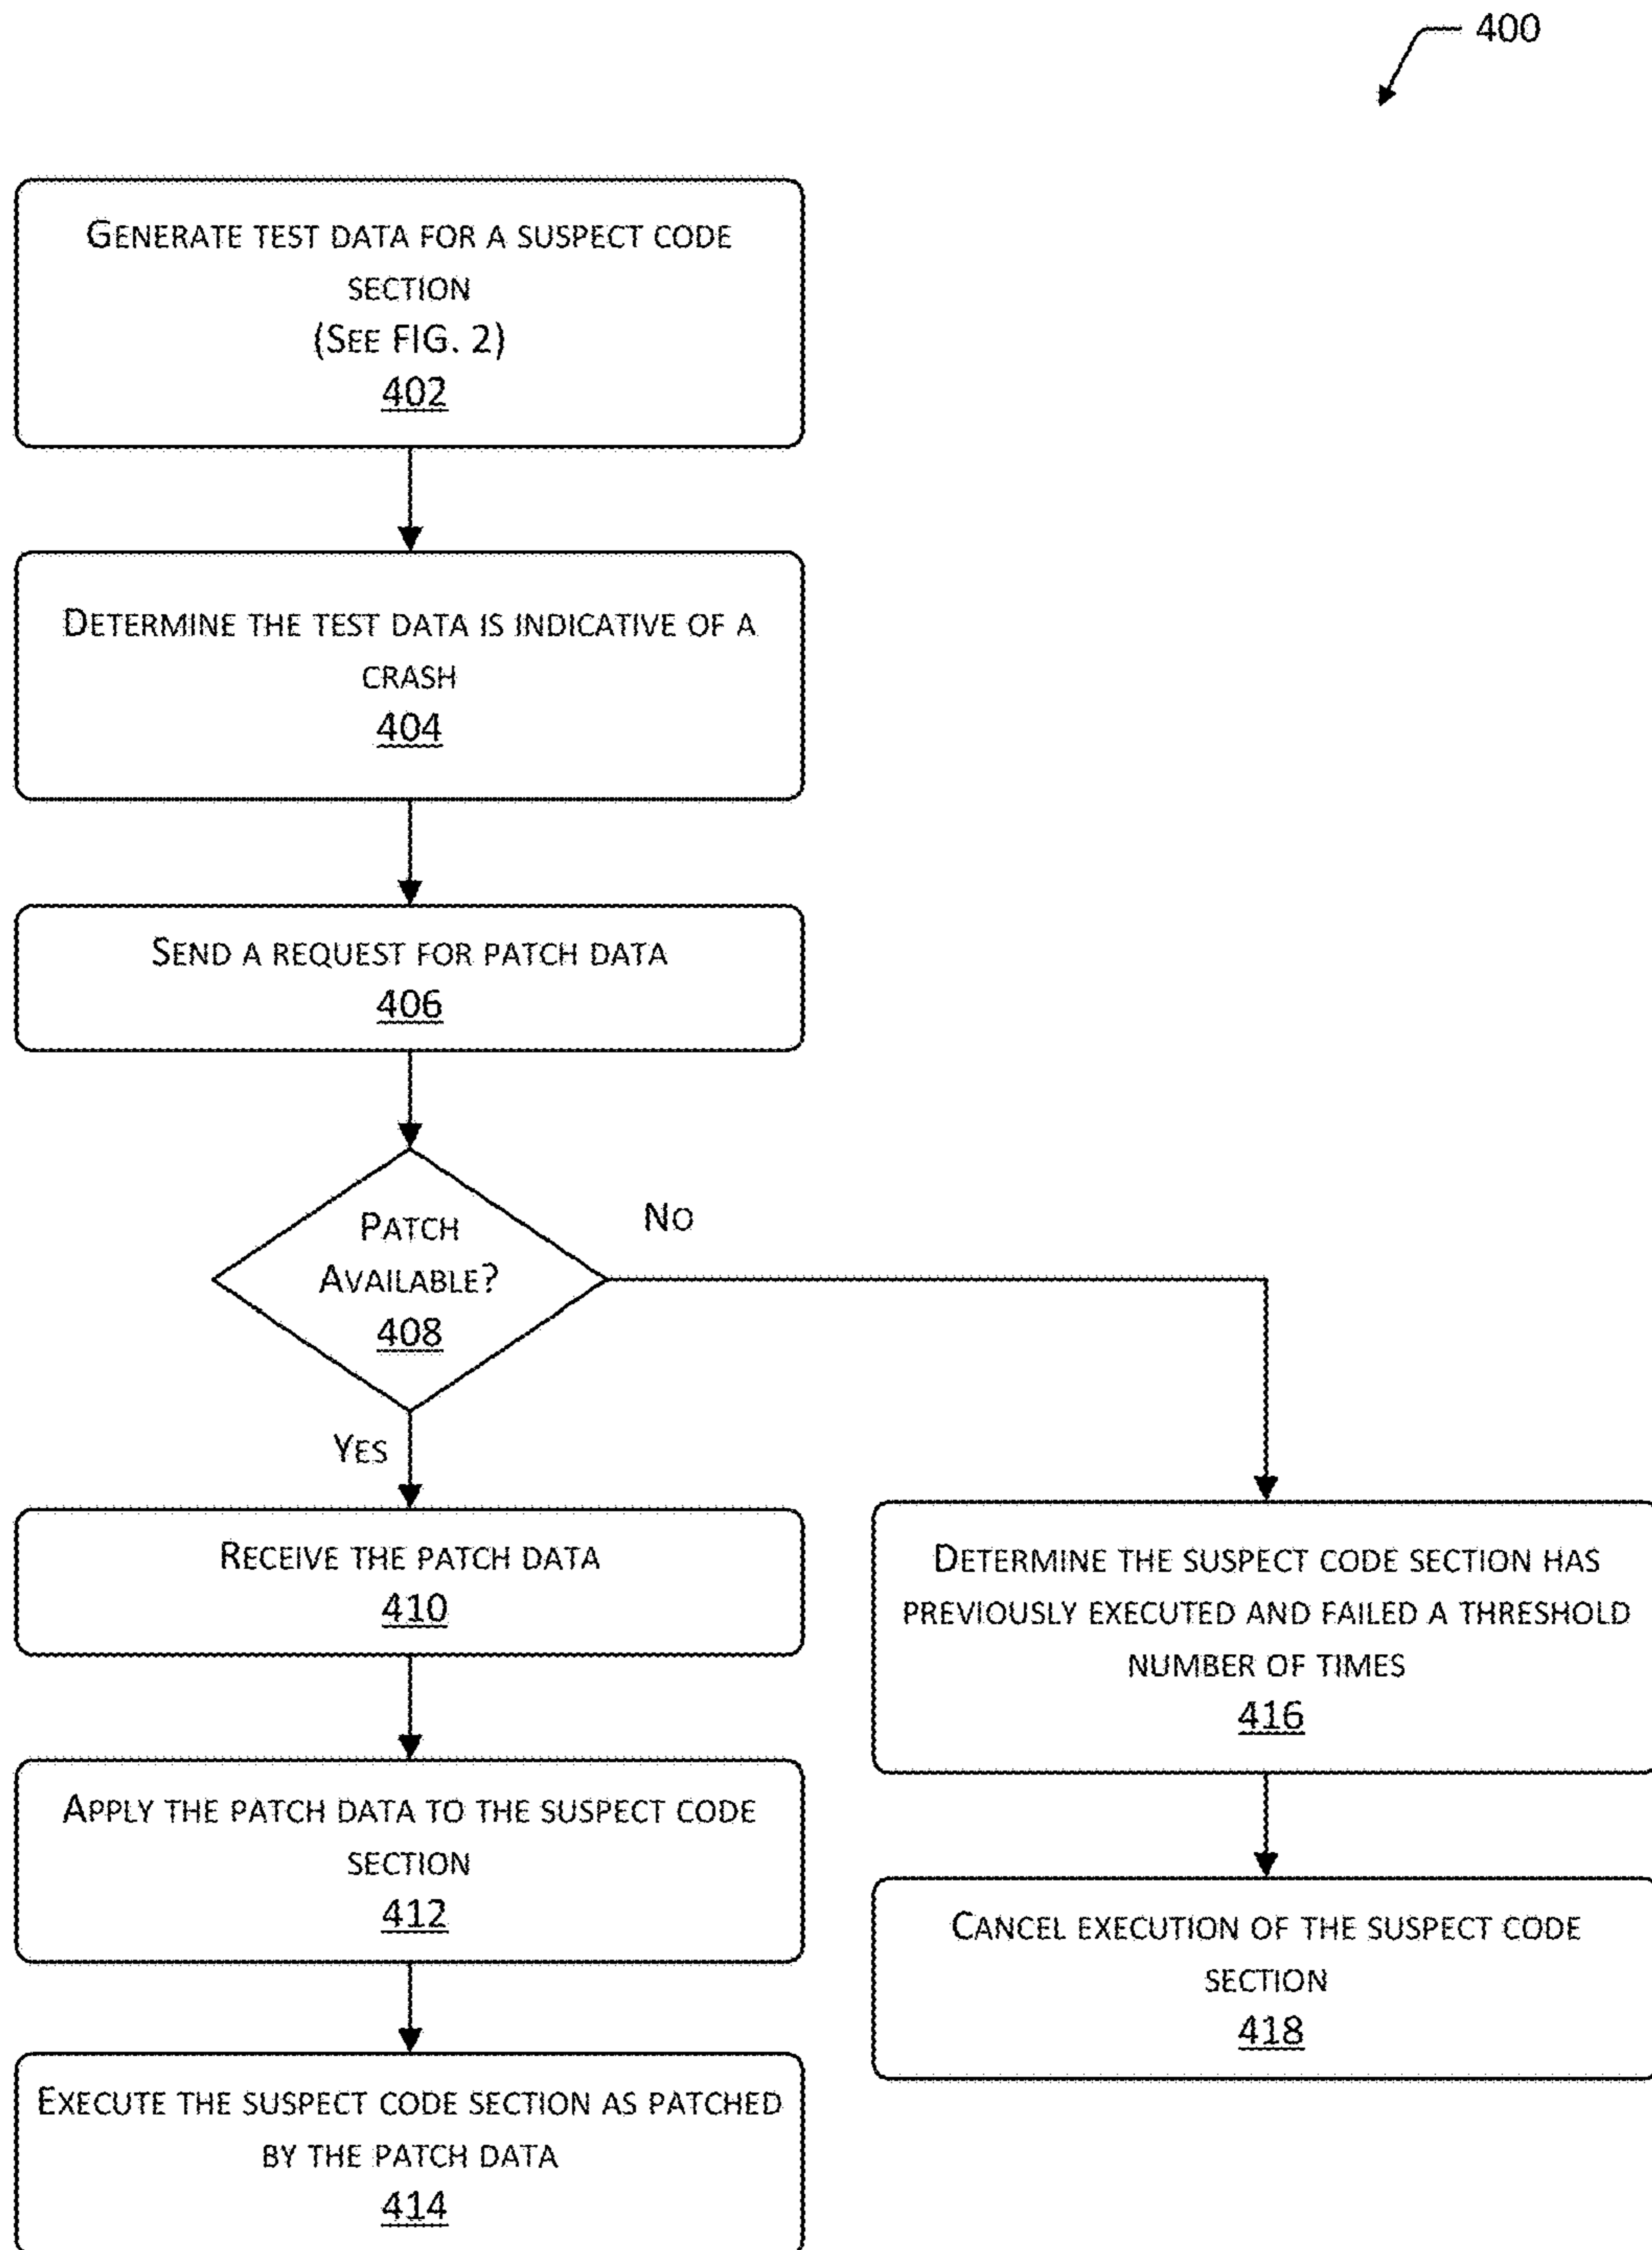 400
GENERATE TEST DATA FOR A SUSPECT CODE
SECTION
(SEE FIG. 2)
402
DETERMINE THE TEST DATA IS INDICATIVE OF A
CRASH
404
SEND A REQUEST FOR PATCH DATA
406
PATCH
AVAILABLE?
408
NO
YES
RECEIVE THE PATCH DATA
410
APPLY THE PATCH DATA TO THE SUSPECT CODE
SECTION
412
EXECUTE THE SUSPECT CODE SECTION AS PATCHED
BY THE PATCH DATA
414
DETERMINE THE SUSPECT CODE SECTION HAS
PREVIOUSLY EXECUTED AND FAILED A THRESHOLD
NUMBER OF TIMES
416
CANCEL EXECUTION OF THE SUSPECT CODE
SECTION
418